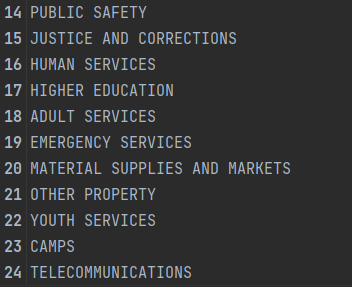 14 PUBLIC SAFETY
15 JUSTICE AND CORRECTIONS
16 HUMAN SERVICES
17 HIGHER EDUCATION
18 ADULT SERVICES
19 EMERGENCY SERVICES
20 MATERIAL SUPPLIES AND MARKETS
21 OTHER PROPERTY
22 YOUTH SERVICES
23 CAMPS
24 TELECOMMUNICATIONS